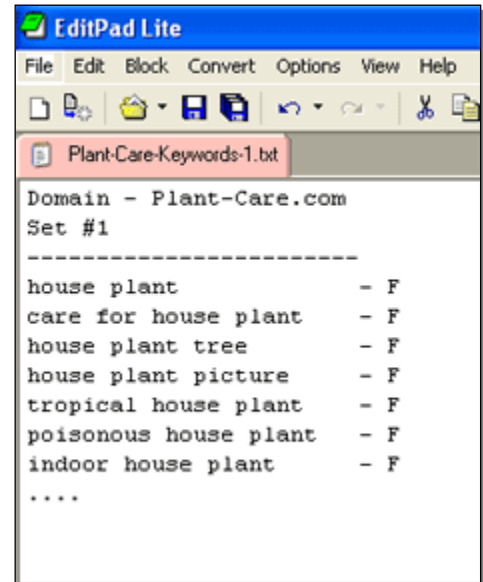 EditPad Lite
File Edit Block Convert Options View Help
Plant-Care-Keywords-1.txt
Domain - Plant-Care.com
Set #1
------------------------
house plant - F
care for house plant - F
house plant tree - F
house plant picture - F
tropical house plant - F
poisonous house plant - F
indoor house plant - F
....